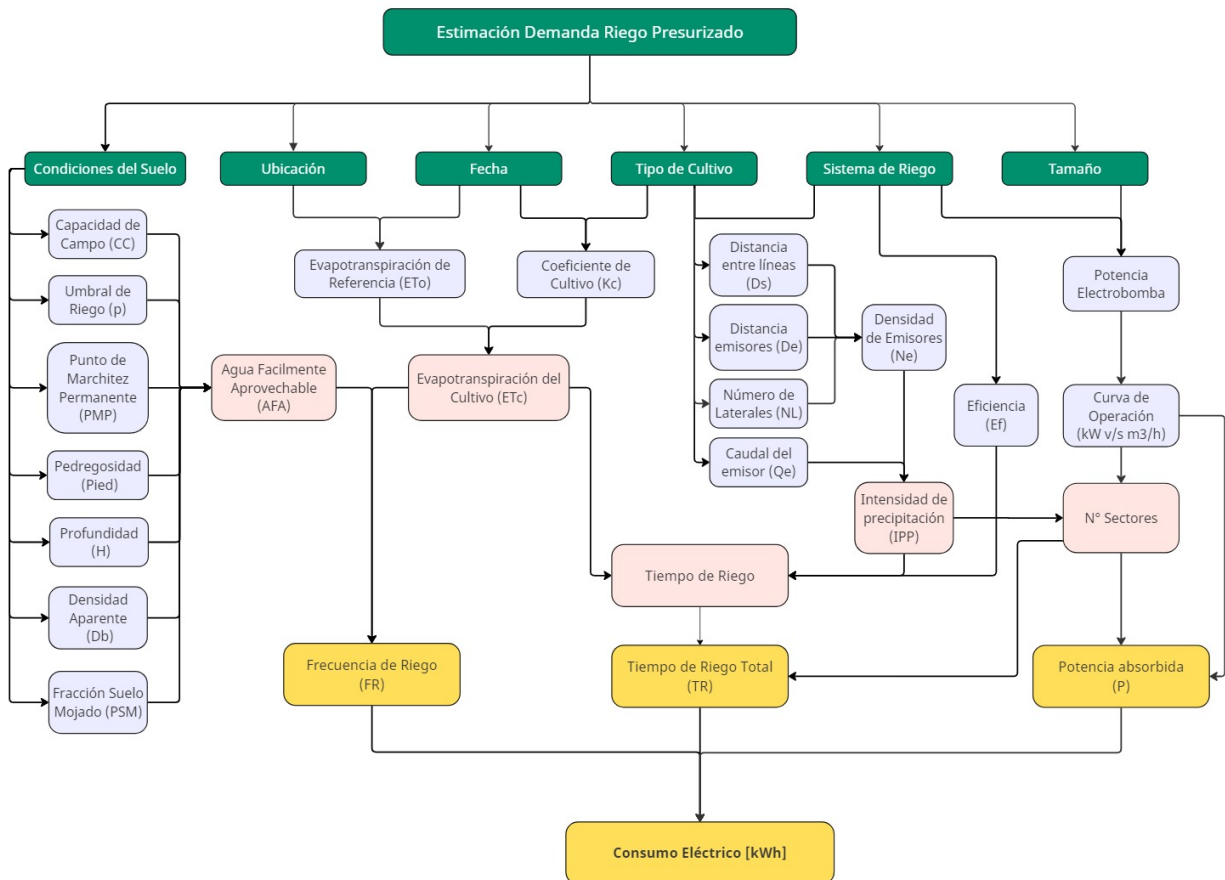 Estimación Demanda Riego Presurizado
Condiciones del Suelo
Ubicación
Fecha
Tipo de Cultivo
Sistema de Riego
Tamaño
Capacidad de
Campo (CC)
Umbral de
Riego (p)
Punto de
Marchitez
Permanente
(PMP)
Pedregosidad
(Pied)
Profundidad
(H)
Densidad
Aparente
(Db)
Fracción Suelo
Mojado (PSM)
Evapotranspiración de
Referencia (ETo)
Coeficiente de
Cultivo (Kc)
Agua Facilmente
Aprovechable
(AFA)
Evapotranspiración del
Cultivo (ETc)
Distancia
entre líneas
(Ds)
Distancia
emisores (De)
Número de
Laterales (NL)
Caudal del
emisor (Qe)
Densidad
de Emisores
(Ne)
Eficiencia
(Ef)
Potencia
Electrobomba
Curva de
Operación
(kW v/s m3/h)
Intensidad de
precipitación
(IPP)
N° Sectores
Tiempo de Riego
Frecuencia de Riego
(FR)
Tiempo de Riego Total
(TR)
Potencia absorbida
(P)
Consumo Eléctrico [kWh]